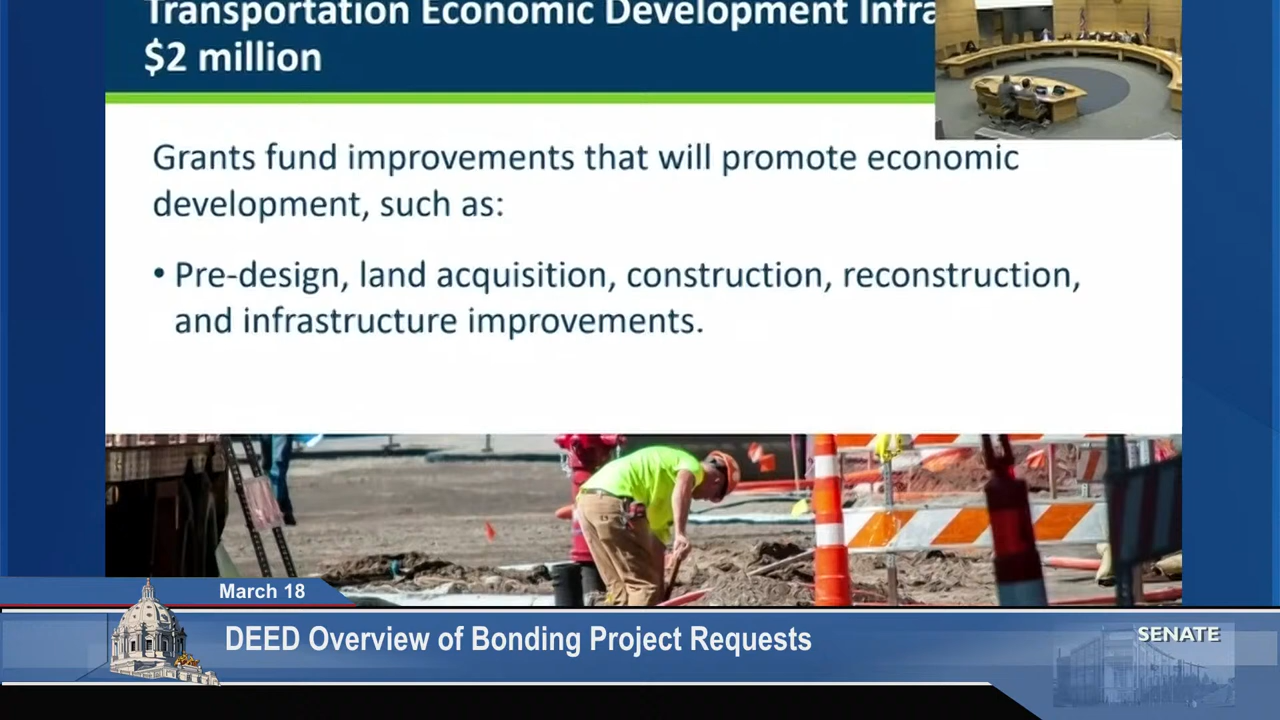 Transportation Economic Development Infra
$2 million
Grants fund improvements that will promote economic
development, such as:
• Pre-design, land acquisition, construction, reconstruction,
and infrastructure improvements.
March 18
DEED Overview of Bonding Project Requests
SENATE